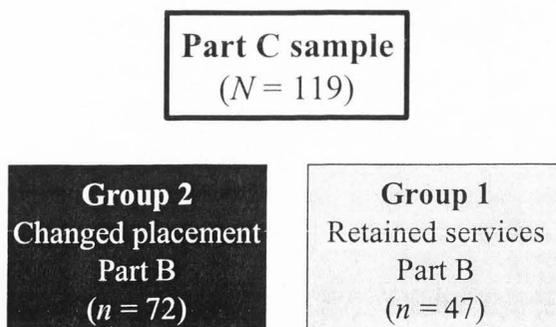 Part C sample
(N = 119)
Group 2
Changed placement
Part B
(n = 72)
Group 1
Retained services
Part B
(n = 47)